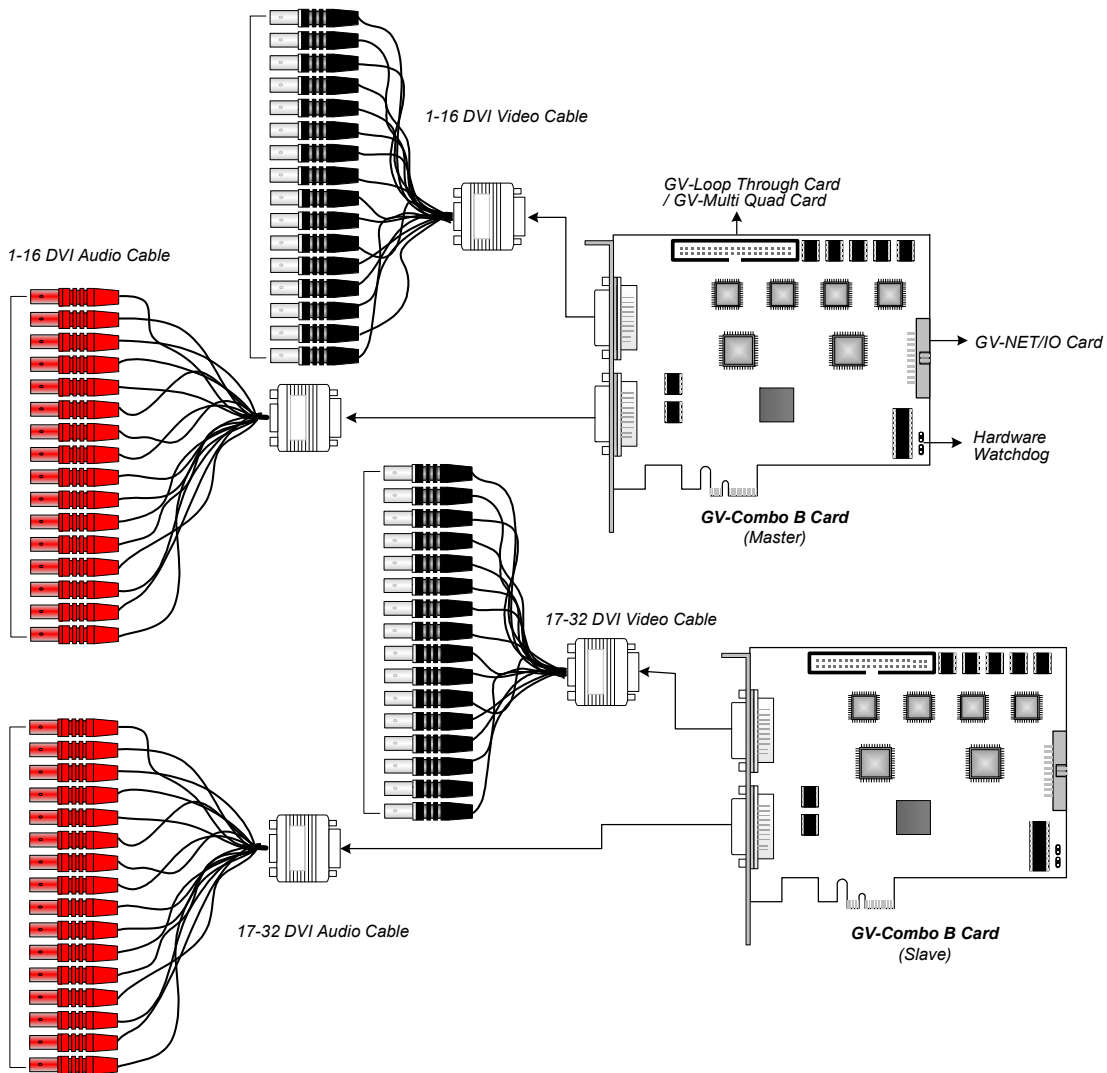 1-16 DVI Video Cable
GV-Loop Through Card
/ GV-Multi Quad Card
1-16 DVI Audio Cable
GV-NET/IO Card
Hardware
Watchdog
GV-Combo B Card
(Master)
17-32 DVI Video Cable
17-32 DVI Audio Cable
GV-Combo B Card
(Slave)